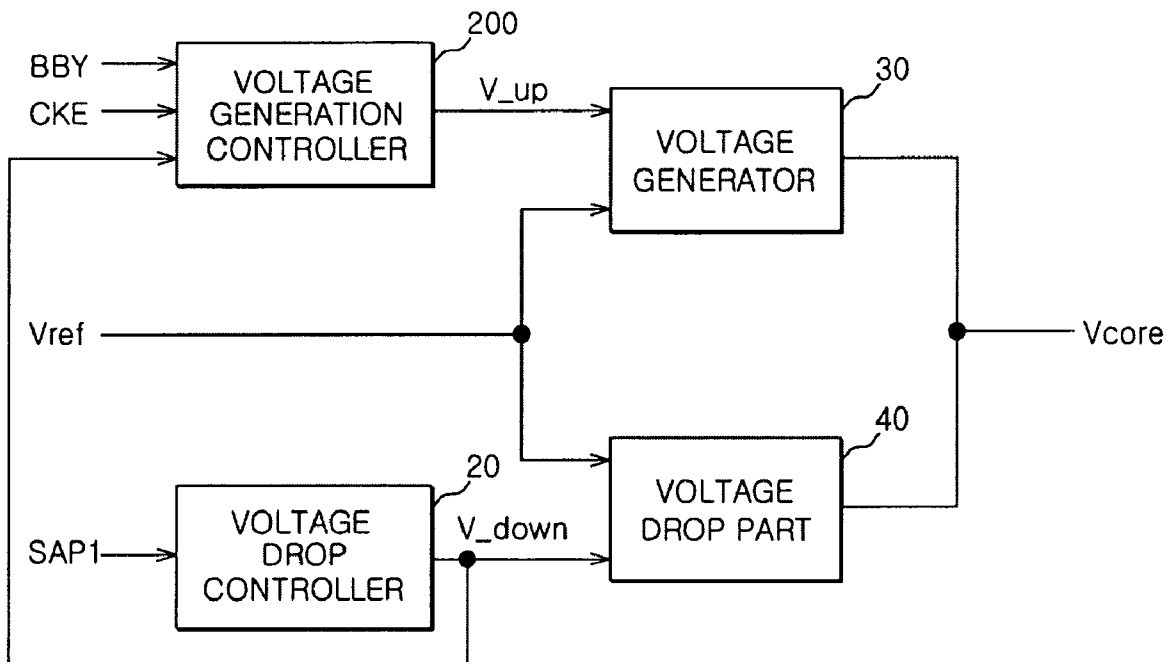 200
BBY
CKE
VOLTAGE
GENERATION
CONTROLLER
V_up
30
VOLTAGE
GENERATOR
Vref
Vcore
40
VOLTAGE
DROP PART
20
SAP1
VOLTAGE
DROP
CONTROLLER
V_down